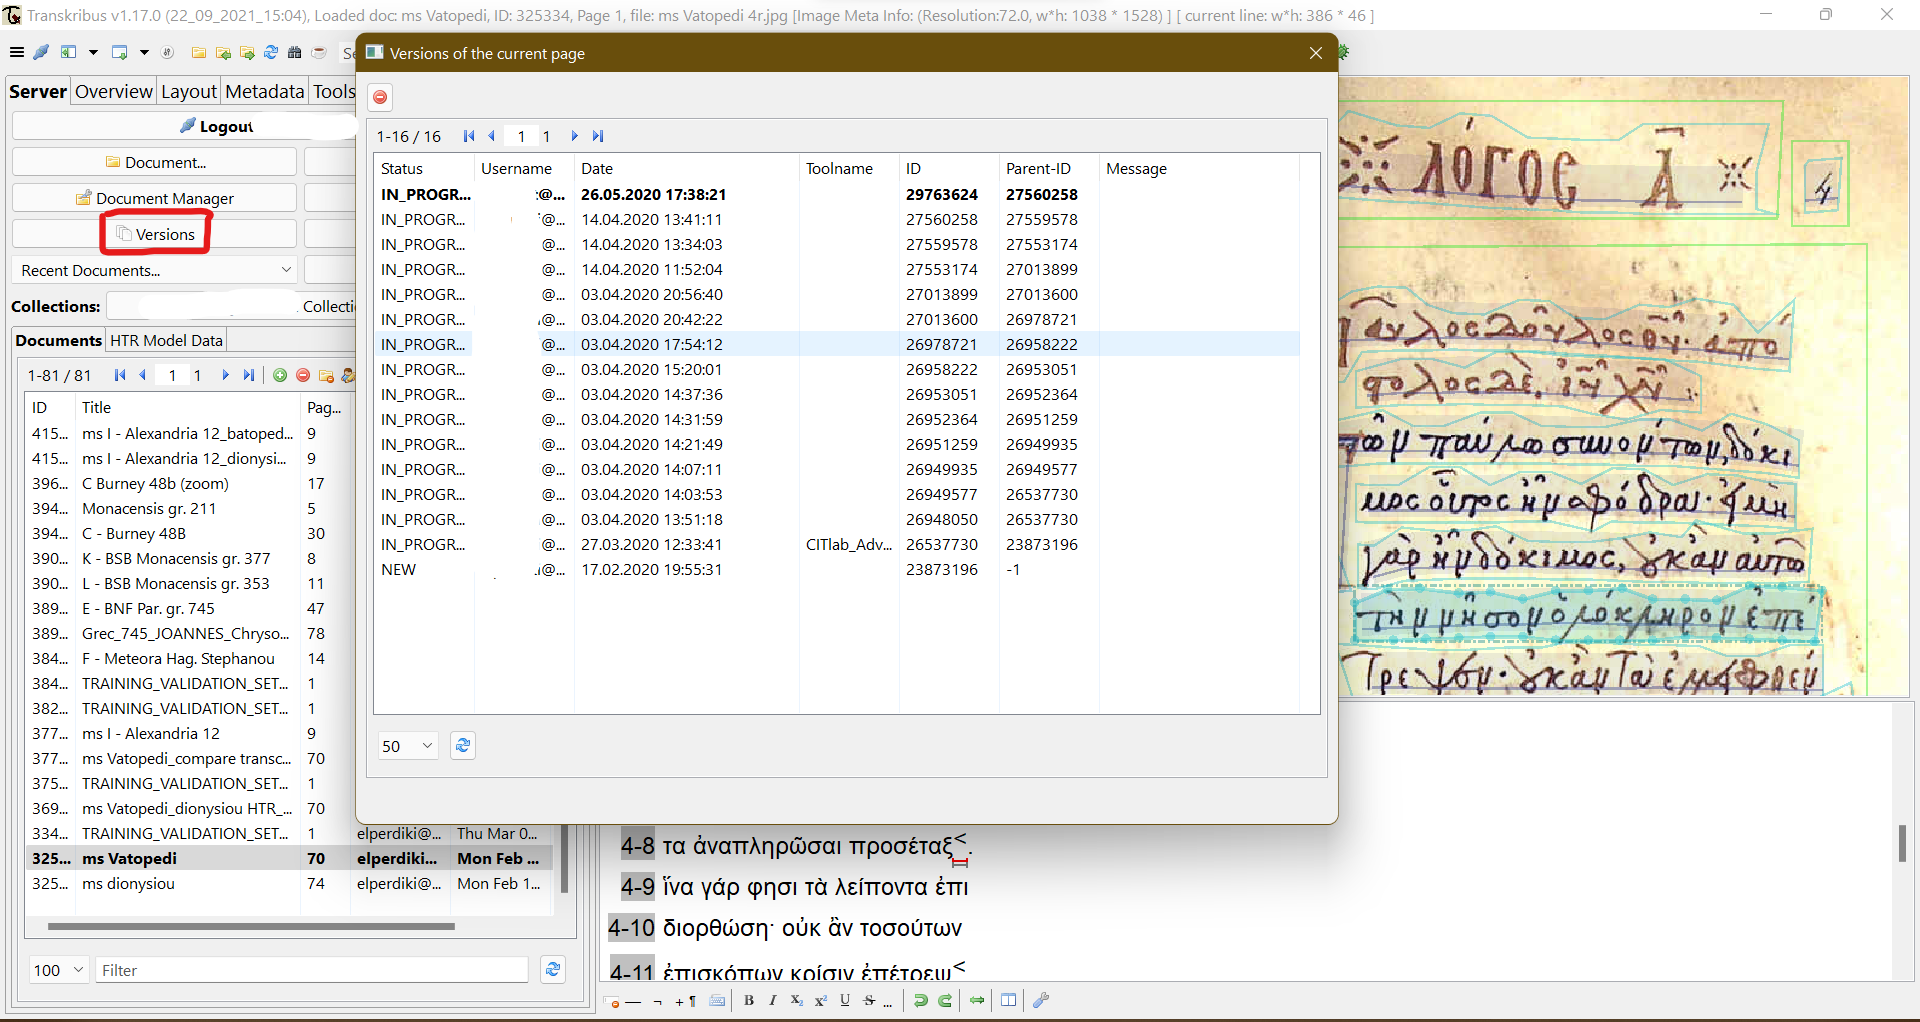 Transkribus v1.17.0 (22_09_2021_15:04), Loaded doc: ms Vatopedi, ID: 325334, Page 1, file: ms Vatopedi 4r.jpg [Image Meta Info: (Resolution:72.0, w*h: 1038 * 1528) ] [ current line: w*h: 386 * 46 ]
Server Overview Layout Metadata Tools
Logout
Document...
Document Manager
Versions
Recent Documents...
Collections: Collecti
Documents HTR Model Data
1-81 / 81 1 1
ID Title Pag...
415... ms I - Alexandria 12_batoped... 9
415... ms I - Alexandria 12_dionysi... 9
396... C Burney 48b (zoom) 17
394... Monacensis gr. 211 5
394... C - Burney 48B 30
390... K - BSB Monacensis gr. 377 8
390... L - BSB Monacensis gr. 353 11
389... E - BNF Par. gr. 745 47
389... Grec_745_JOANNES_Chryso... 78
384... F - Meteora Hag. Stephanou 14
384... TRAINING_VALIDATION_SET... 1
382... TRAINING_VALIDATION_SET... 1
377... ms I - Alexandria 12 9
377... ms Vatopedi_compare transc... 70
375... TRAINING_VALIDATION_SET... 1
369... ms Vatopedi_dionysiou HTR_... 70
334... TRAINING_VALIDATION_SET... 1 elperdiki@... Thu Mar 0...
325... ms Vatopedi 70 elperdiki... Mon Feb ...
325... ms dionysiou 74 elperdiki@... Mon Feb 1...
100 Filter
Versions of the current page
1-16 / 16 1 1
Status Username Date Toolname ID Parent-ID Message
IN_PROGR... @... 26.05.2020 17:38:21 29763624 27560258
IN_PROGR... @... 14.04.2020 13:41:11 27560258 27559578
IN_PROGR... @... 14.04.2020 13:34:03 27559578 27553174
IN_PROGR... @... 14.04.2020 11:52:04 27553174 27013899
IN_PROGR... @... 03.04.2020 20:56:40 27013899 27013600
IN_PROGR... @... 03.04.2020 20:42:22 27013600 26978721
IN_PROGR... @... 03.04.2020 17:54:12 26978721 26958222
IN_PROGR... @... 03.04.2020 15:20:01 26958222 26953051
IN_PROGR... @... 03.04.2020 14:37:36 26953051 26952364
IN_PROGR... @... 03.04.2020 14:31:59 26952364 26951259
IN_PROGR... @... 03.04.2020 14:21:49 26951259 26949935
IN_PROGR... @... 03.04.2020 14:07:11 26949935 26949577
IN_PROGR... @... 03.04.2020 14:03:53 26949577 26537730
IN_PROGR... @... 03.04.2020 13:51:18 26948050 26537730
IN_PROGR... @... 27.03.2020 12:33:41 CITlab_Adv... 26537730 23873196
NEW @... 17.02.2020 19:55:31 23873196 -1
50
ΛΌΓΟC Α 4
4-8 τα ἀναπληρῶσαι προσέταξ<.
4-9 ἵνα γάρ φησι τὰ λείποντα ἐπι
4-10 διορθώση· οὐκ ἂν τοσούτων
4-11 ἐπισκόπων κρίσιν ἐπέτρεψ<